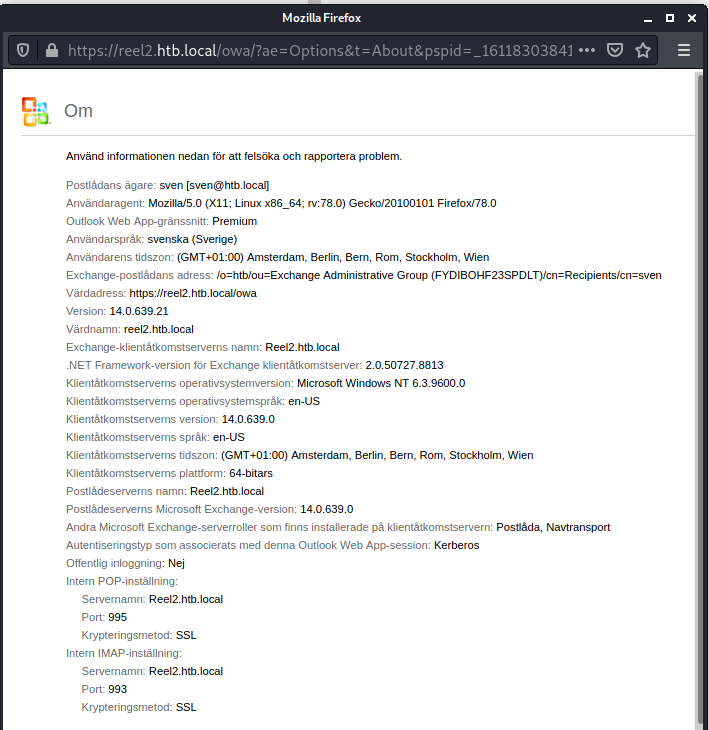 Mozilla Firefox
https://reel2.htb.local/owa/?ae=Options&t=About&pspid=_16118303841
Om
Använd informationen nedan för att felsöka och rapportera problem.
Postlådans ägare: sven [sven@htb.local]
Användaragent: Mozilla/5.0 (X11; Linux x86_64; rv:78.0) Gecko/20100101 Firefox/78.0
Outlook Web App-gränssnitt: Premium
Användarspråk: svenska (Sverige)
Användarens tidszon: (GMT+01:00) Amsterdam, Berlin, Bern, Rom, Stockholm, Wien
Exchange-postlådans adress: /o=htb/ou=Exchange Administrative Group (FYDIBOHF23SPDLT)/cn=Recipients/cn=sven
Värdadress: https://reel2.htb.local/owa
Version: 14.0.639.21
Värdnamn: reel2.htb.local
Exchange-klientåtkomstserverns namn: Reel2.htb.local
.NET Framework-version för Exchange klientåtkomstserver: 2.0.50727.8813
Klientåtkomstserverns operativsystemversion: Microsoft Windows NT 6.3.9600.0
Klientåtkomstserverns operativsystemspråk: en-US
Klientåtkomstserverns version: 14.0.639.0
Klientåtkomstserverns språk: en-US
Klientåtkomstserverns tidszon: (GMT+01:00) Amsterdam, Berlin, Bern, Rom, Stockholm, Wien
Klientåtkomstserverns plattform: 64-bitars
Postlådeserverns namn: Reel2.htb.local
Postlådeserverns Microsoft Exchange-version: 14.0.639.0
Andra Microsoft Exchange-serverroller som finns installerade på klientåtkomstservern: Postlåda, Navtransport
Autentiseringstyp som associerats med denna Outlook Web App-session: Kerberos
Offentlig inloggning: Nej
Intern POP-inställning:
Servernamn: Reel2.htb.local
Port: 995
Krypteringsmetod: SSL
Intern IMAP-inställning:
Servernamn: Reel2.htb.local
Port: 993
Krypteringsmetod: SSL